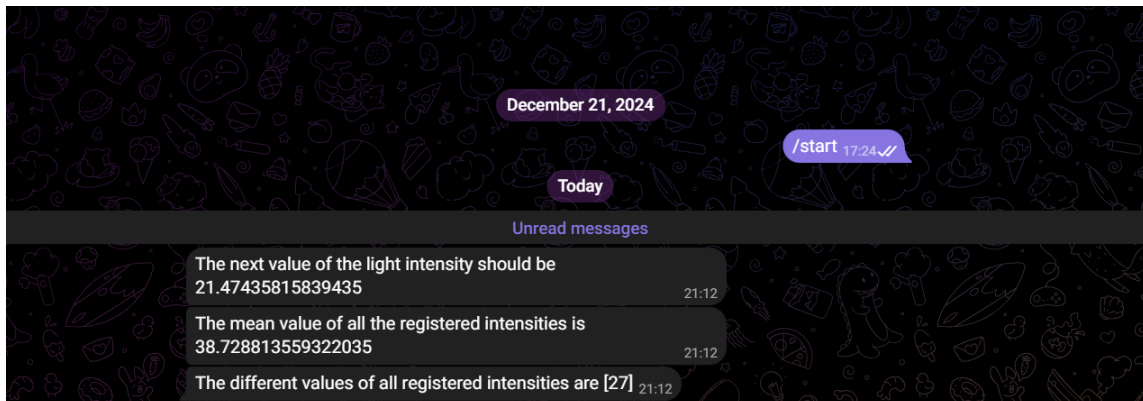 December 21, 2024
/start 17:24
Today
Unread messages
The next value of the light intensity should be
21.47435815839435
21:12
The mean value of all the registered intensities is
38.728813559322035
21:12
The different values of all registered intensities are [27] 21:12